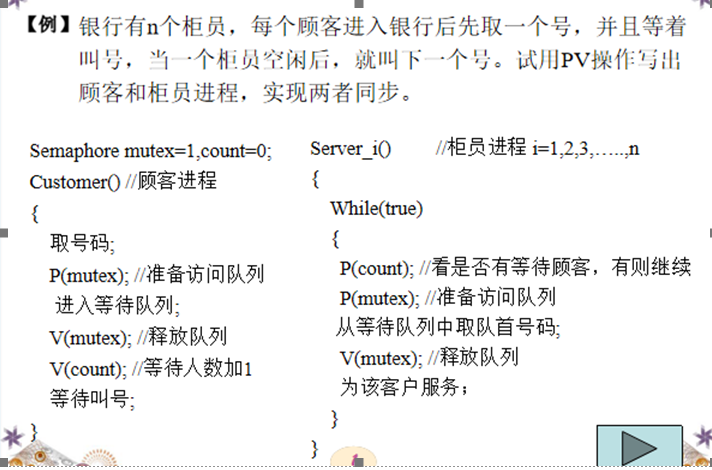 【例】银行有n个柜员，每个顾客进入银行后先取一个号，并且等着
叫号，当一个柜员空闲后，就叫下一个号。试用PV操作写出
顾客和柜员进程，实现两者同步。
Semaphore mutex=1,count=0;
Customer() //顾客进程
{
取号码;
P(mutex); //准备访问队列
进入等待队列;
V(mutex); //释放队列
V(count); //等待人数加1
等待叫号;
}
Server_i() //柜员进程 i=1,2,3,…..,n
{
While(true)
{
P(count); //看是否有等待顾客，有则继续
P(mutex); //准备访问队列
从等待队列中取队首号码;
V(mutex); //释放队列
为该客户服务；
}
}